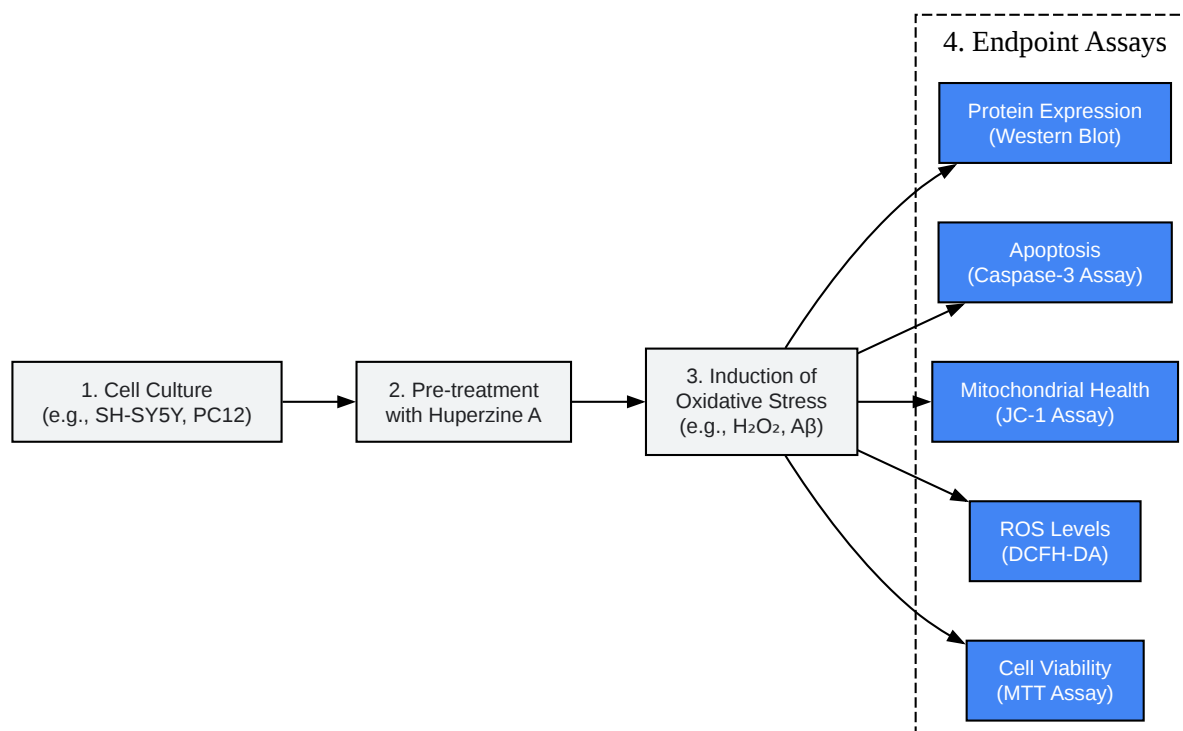 4. Endpoint Assays
Protein Expression
(Western Blot)
Apoptosis
(Caspase-3 Assay)
1. Cell Culture
(e.g., SH-SY5Y, PC12)
2. Pre-treatment
with Huperzine A
3. Induction of
Oxidative Stress
(e.g., H₂O₂, Aβ)
Mitochondrial Health
(JC-1 Assay)
ROS Levels
(DCFH-DA)
Cell Viability
(MTT Assay)